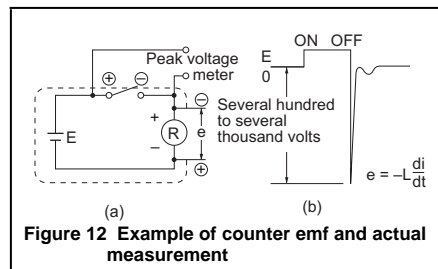 Peak voltage
meter
⊕ ⊖
E
+
−
R
⊖
e
⊕
(a)
ON OFF
E
0
Several hundred
to several
thousand volts
e = −L di/dt
(b)
Figure 12 Example of counter emf and actual
measurement